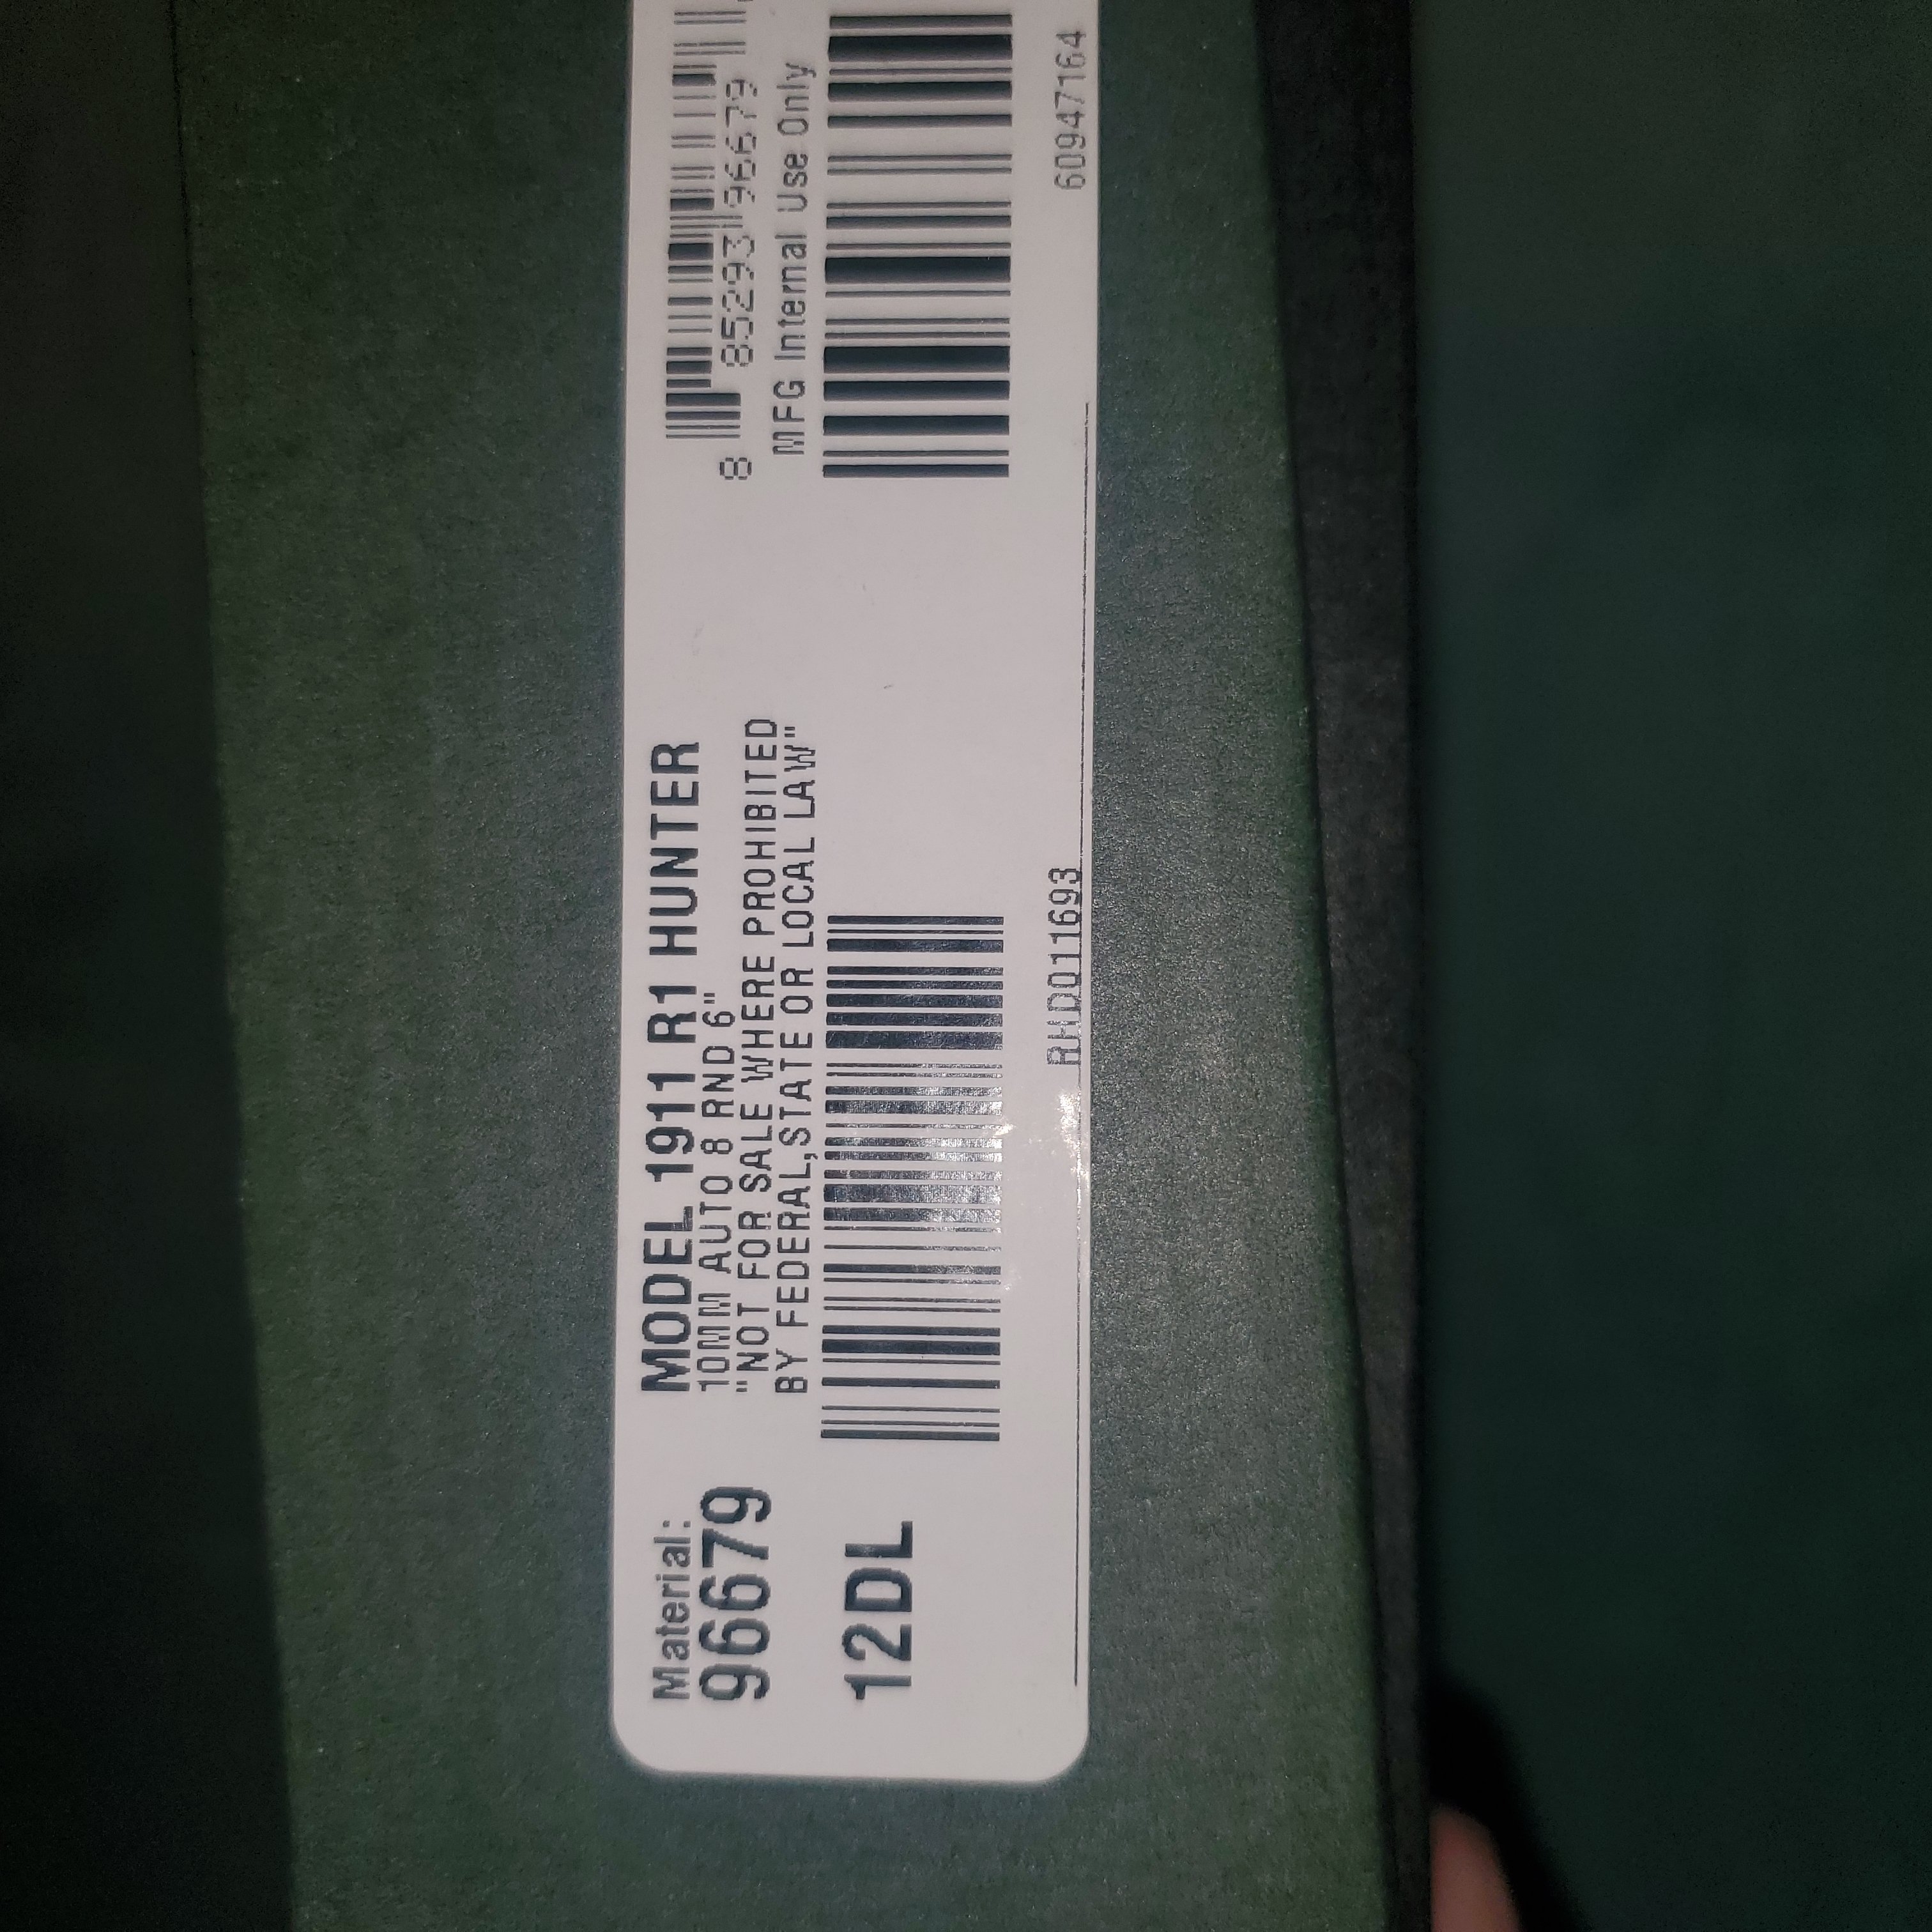 Material:
96679
12DL
MODEL 1911 R1 HUNTER
10MM AUTO 8 RND 6"
"NOT FOR SALE WHERE PROHIBITED
BY FEDERAL,STATE OR LOCAL LAW"
8 85293 96679
MFG Internal Use Only
60947164